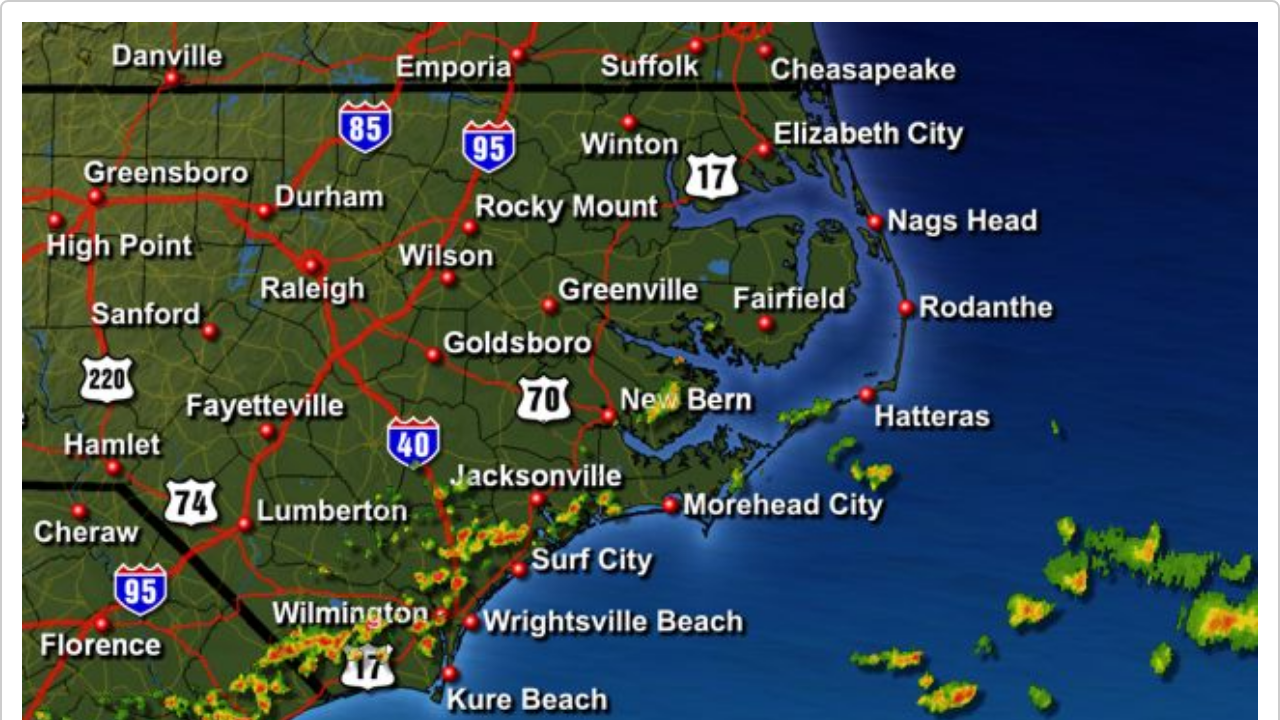 Danville
Emporia
Suffolk
Cheasapeake
85
95
Winton
Elizabeth City
17
Greensboro
Durham
Rocky Mount
Nags Head
High Point
Wilson
Raleigh
Greenville
Fairfield
Rodanthe
Sanford
Goldsboro
220
70
New Bern
Fayetteville
Hatteras
40
Hamlet
Jacksonville
74
Lumberton
Morehead City
Cheraw
Surf City
95
Wilmington
Wrightsville Beach
Florence
17
Kure Beach